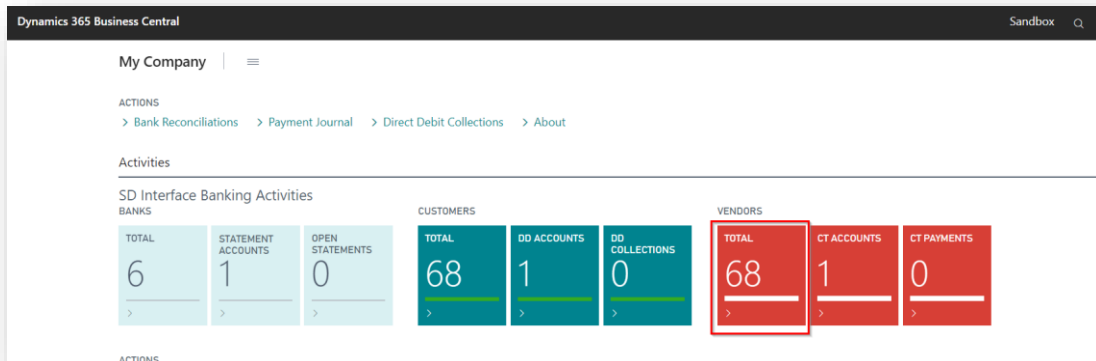 Dynamics 365 Business Central
Sandbox
My Company
ACTIONS
> Bank Reconciliations > Payment Journal > Direct Debit Collections > About
Activities
SD Interface Banking Activities
BANKS
TOTAL
6
STATEMENT
ACCOUNTS
1
OPEN
STATEMENTS
0
CUSTOMERS
TOTAL
68
DD ACCOUNTS
1
DD
COLLECTIONS
0
VENDORS
TOTAL
68
CT ACCOUNTS
1
CT PAYMENTS
0
ACTIONS